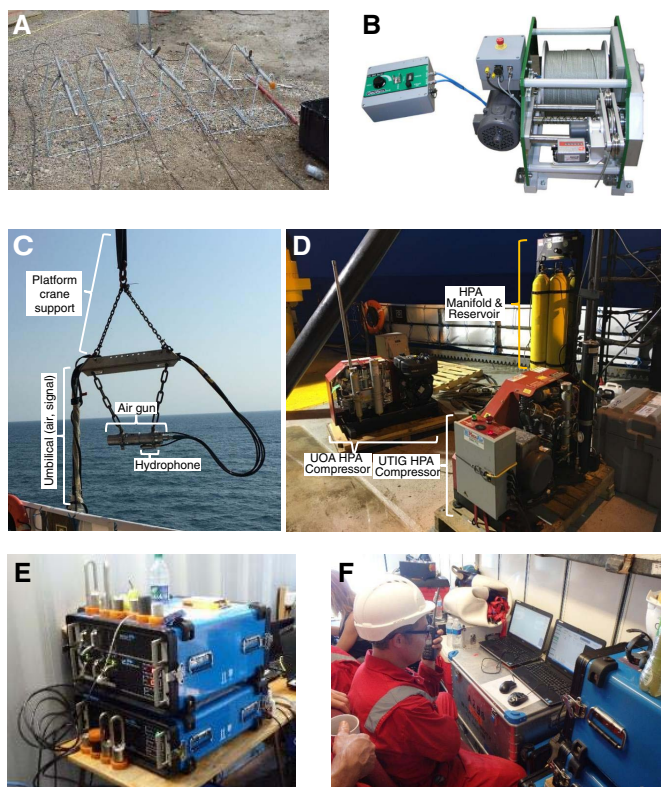 A
B
C
Platform
crane
support
Umbilical (air, signal)
Air gun
Hydrophone
D
HPA
Manifold &
Reservoir
UOA HPA
Compressor
UTIG HPA
Compressor
E
F